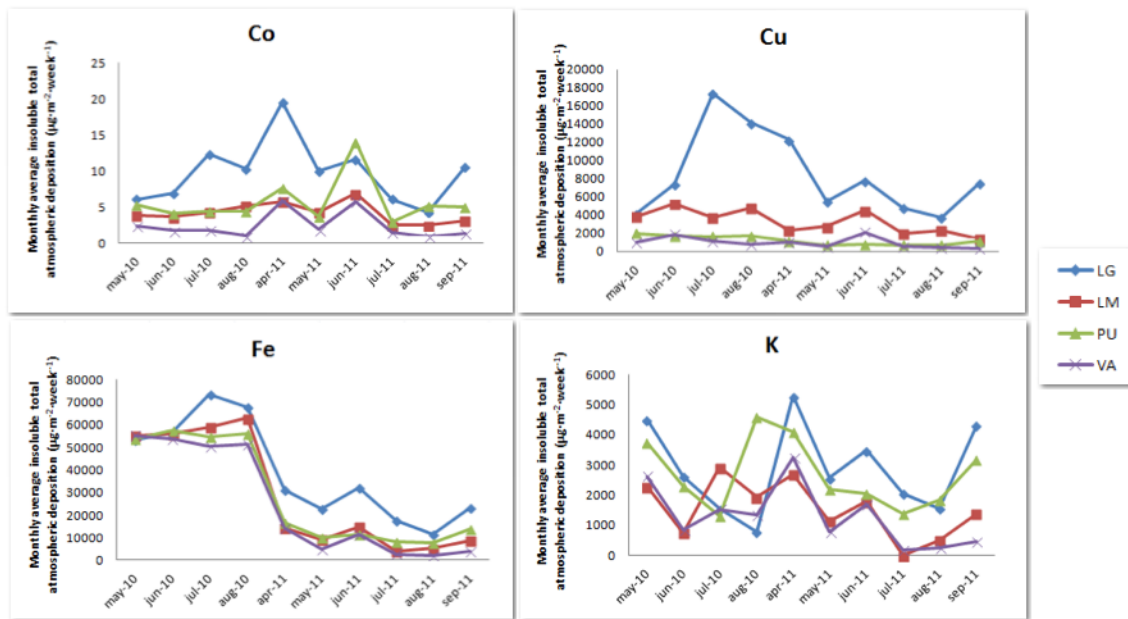 Co
Monthly average insoluble total
atmospheric deposition (µg·m⁻²·week⁻¹)
25
20
15
10
5
0
may-10
jun-10
jul-10
aug-10
apr-11
may-11
jun-11
jul-11
aug-11
sep-11
Cu
Monthly average insoluble total
atmospheric deposition (µg·m⁻²·week⁻¹)
20000
18000
16000
14000
12000
10000
8000
6000
4000
2000
0
may-10
jun-10
jul-10
aug-10
apr-11
may-11
jun-11
jul-11
aug-11
sep-11
LG
LM
PU
VA
Fe
Monthly average insoluble total
atmospheric deposition (µg·m⁻²·week⁻¹)
80000
70000
60000
50000
40000
30000
20000
10000
0
may-10
jun-10
jul-10
aug-10
apr-11
may-11
jun-11
jul-11
aug-11
sep-11
K
Monthly average insoluble total
atmospheric deposition (µg·m⁻²·week⁻¹)
6000
5000
4000
3000
2000
1000
0
may-10
jun-10
jul-10
aug-10
apr-11
may-11
jun-11
jul-11
aug-11
sep-11